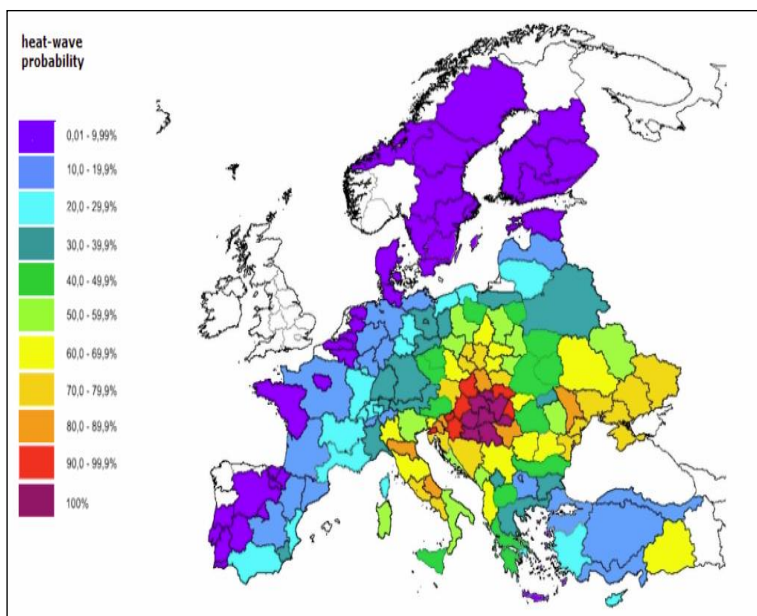 heat-wave
probability
0,01 - 9,99%
10,0 - 19,9%
20,0 - 29,9%
30,0 - 39,9%
40,0 - 49,9%
50,0 - 59,9%
60,0 - 69,9%
70,0 - 79,9%
80,0 - 89,9%
90,0 - 99,9%
100%